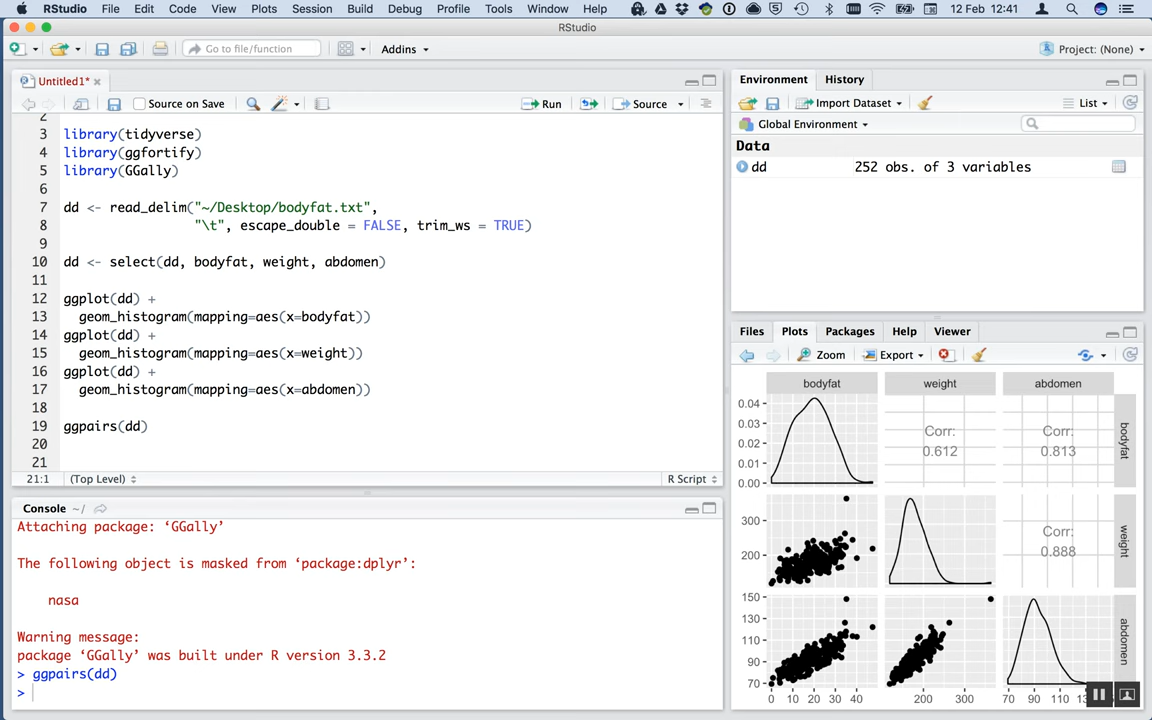 RStudio File Edit Code View Plots Session Build Debug Profile Tools Window Help 12 Feb 12:41
RStudio
Go to file/function Addins Project: (None)
Untitled1*
Source on Save Run Source
2
3 library(tidyverse)
4 library(ggfortify)
5 library(GGally)
6
7 dd <- read_delim("~/Desktop/bodyfat.txt",
8 "\t", escape_double = FALSE, trim_ws = TRUE)
9
10 dd <- select(dd, bodyfat, weight, abdomen)
11
12 ggplot(dd) +
13 geom_histogram(mapping=aes(x=bodyfat))
14 ggplot(dd) +
15 geom_histogram(mapping=aes(x=weight))
16 ggplot(dd) +
17 geom_histogram(mapping=aes(x=abdomen))
18
19 ggpairs(dd)
20
21
21:1 (Top Level) R Script
Console ~/
Attaching package: ‘GGally’
The following object is masked from ‘package:dplyr’:
nasa
Warning message:
package ‘GGally’ was built under R version 3.3.2
> ggpairs(dd)
>
Environment History
Import Dataset List
Global Environment
Data
dd 252 obs. of 3 variables
Files Plots Packages Help Viewer
Zoom Export
bodyfat weight abdomen
0.04
0.03
0.02
0.01
0.00
Corr:
0.612
Corr:
0.813
bodyfat
300
200
Corr:
0.888
weight
150
130
110
90
70
abdomen
0 10 20 30 40 200 300 70 90 110